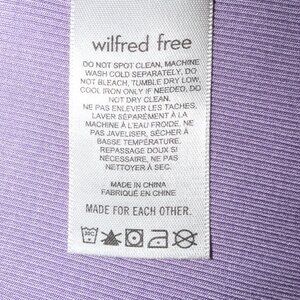 wilfred free
DO NOT SPOT CLEAN, MACHINE
WASH COLD SEPARATELY, DO
NOT BLEACH, TUMBLE DRY LOW,
COOL IRON ONLY IF NEEDED, DO
NOT DRY CLEAN.
NE PAS ENLEVER LES TACHES,
LAVER SÉPARÉMENT À LA
MACHINE À L'EAU FROIDE, NE
PAS JAVELISER, SÉCHER À
BASSE TEMPÉRATURE,
REPASSAGE DOUX SI
NÉCESSAIRE, NE PAS
NETTOYER À SEC.
MADE IN CHINA
FABRIQUÉ EN CHINE
MADE FOR EACH OTHER.
30C